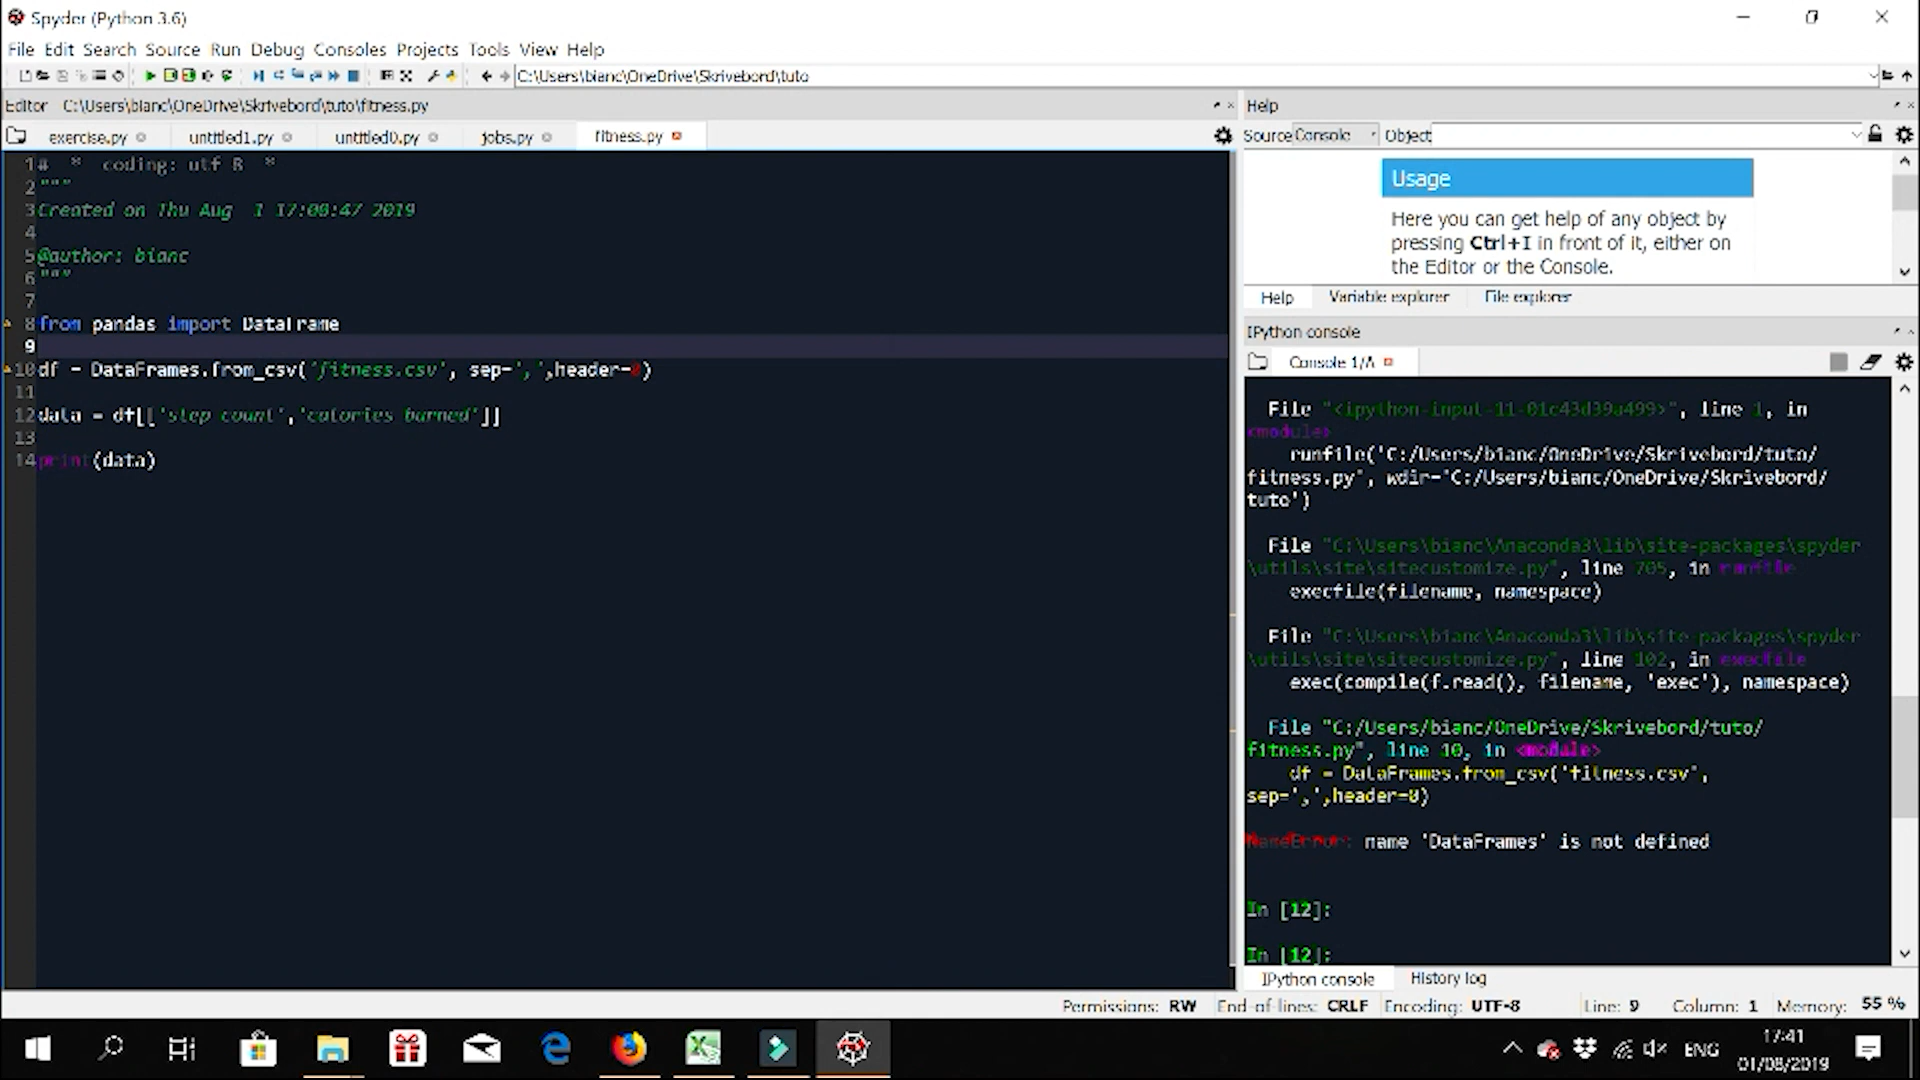 Spyder (Python 3.6)
File Edit Search Source Run Debug Consoles Projects Tools View Help
C:\Users\bianc\OneDrive\Skrivebord\tuto
Editor C:\Users\bianc\OneDrive\Skrivebord\tuto\fitness.py
exercise.py untitled1.py untitled0.py jobs.py fitness.py
1 # -*- coding: utf-8 -*-
2 """
3 Created on Thu Aug  1 17:00:47 2019
4
5 @author: bianc
6 """
7
8 from pandas import DataFrame
9
10 df = DataFrames.from_csv('fitness.csv', sep=',',header=0)
11
12 data = df[['step count','calories burned']]
13
14 print(data)
Help
Source Console Object
Usage
Here you can get help of any object by
pressing Ctrl+I in front of it, either on
the Editor or the Console.
Help Variable explorer File explorer
IPython console
Console 1/A
File "<ipython-input-11-01c43d39a499>", line 1, in
<module>
runfile('C:/Users/bianc/OneDrive/Skrivebord/tuto/
fitness.py', wdir='C:/Users/bianc/OneDrive/Skrivebord/
tuto')
File "C:\Users\bianc\Anaconda3\lib\site-packages\spyder
\utils\site\sitecustomize.py", line 705, in runfile
execfile(filename, namespace)
File "C:\Users\bianc\Anaconda3\lib\site-packages\spyder
\utils\site\sitecustomize.py", line 102, in execfile
exec(compile(f.read(), filename, 'exec'), namespace)
File "C:/Users/bianc/OneDrive/Skrivebord/tuto/
fitness.py", line 10, in <module>
df = DataFrames.from_csv('fitness.csv',
sep=',',header=0)
NameError: name 'DataFrames' is not defined
In [12]:
In [12]:
IPython console History log
Permissions: RW End-of-lines: CRLF Encoding: UTF-8 Line: 9 Column: 1 Memory: 55 %
ENG
17:41
01/08/2019